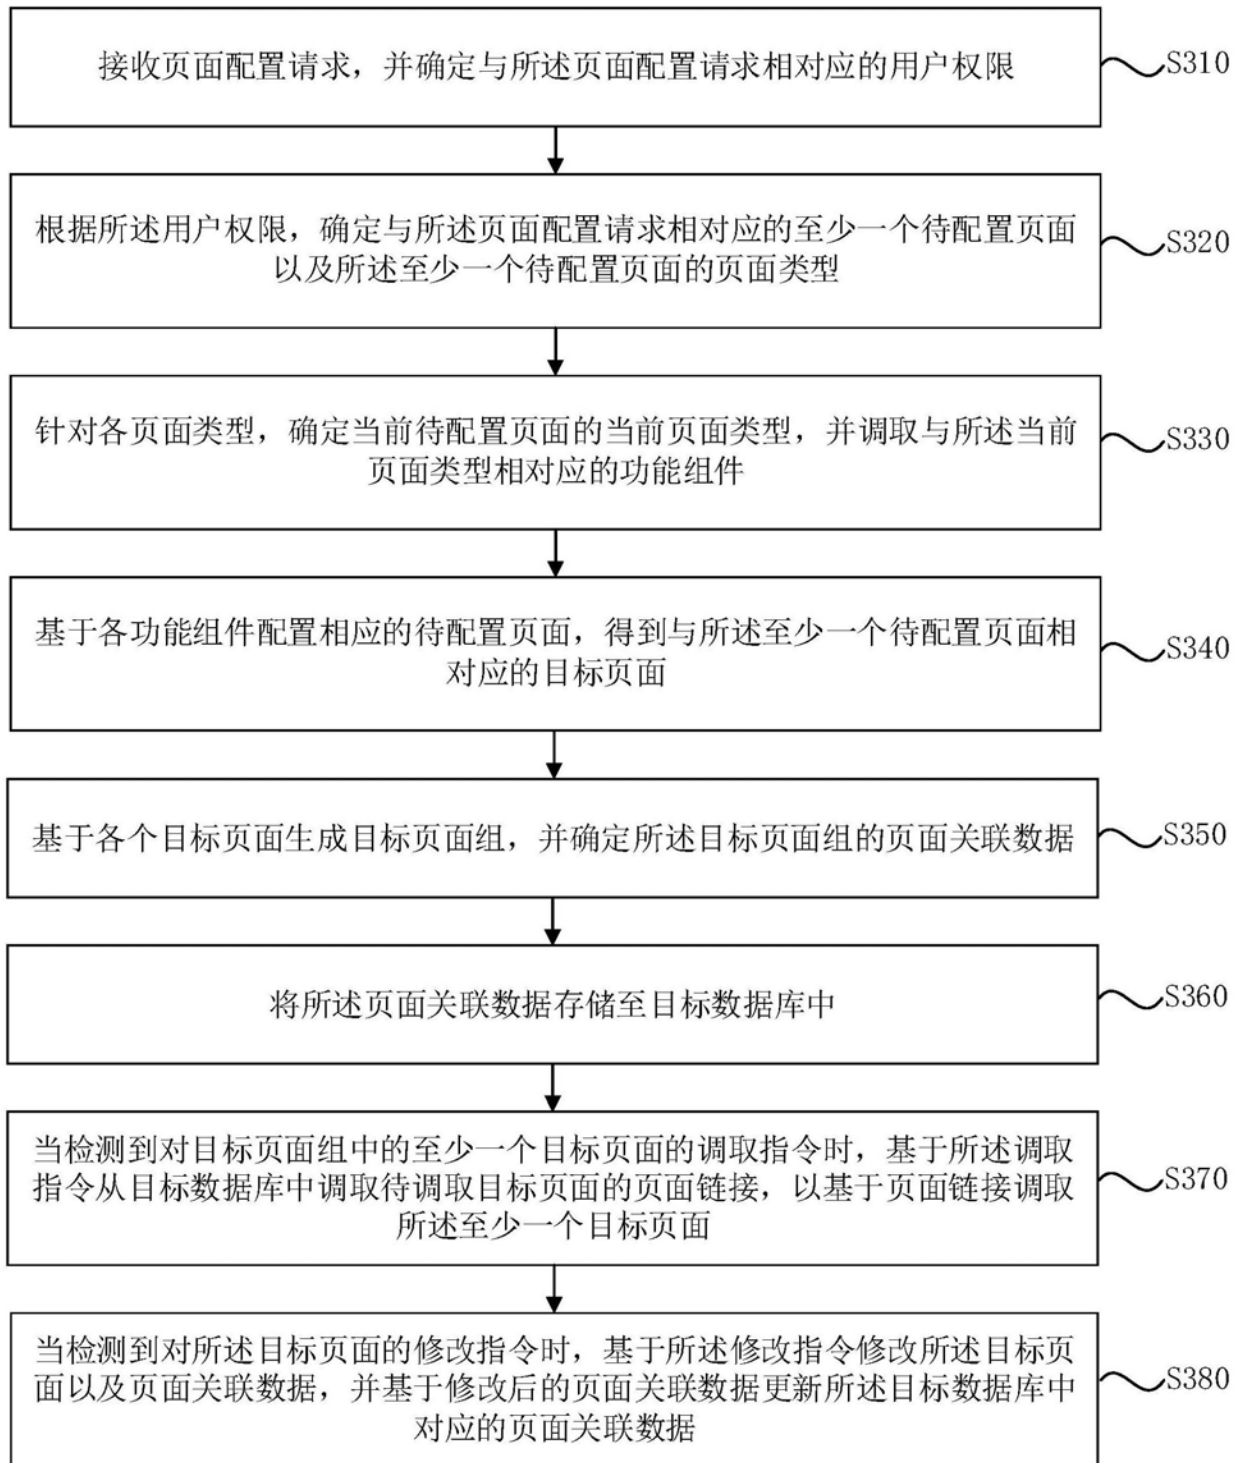 接收页面配置请求，并确定与所述页面配置请求相对应的用户权限
S310
根据所述用户权限，确定与所述页面配置请求相对应的至少一个待配置页面
以及所述至少一个待配置页面的页面类型
S320
针对各页面类型，确定当前待配置页面的当前页面类型，并调取与所述当前
页面类型相对应的功能组件
S330
基于各功能组件配置相应的待配置页面，得到与所述至少一个待配置页面相
对应的目标页面
S340
基于各个目标页面生成目标页面组，并确定所述目标页面组的页面关联数据
S350
将所述页面关联数据存储至目标数据库中
S360
当检测到对目标页面组中的至少一个目标页面的调取指令时，基于所述调取
指令从目标数据库中调取待调取目标页面的页面链接，以基于页面链接调取
所述至少一个目标页面
S370
当检测到对所述目标页面的修改指令时，基于所述修改指令修改所述目标页
面以及页面关联数据，并基于修改后的页面关联数据更新所述目标数据库中
对应的页面关联数据
S380